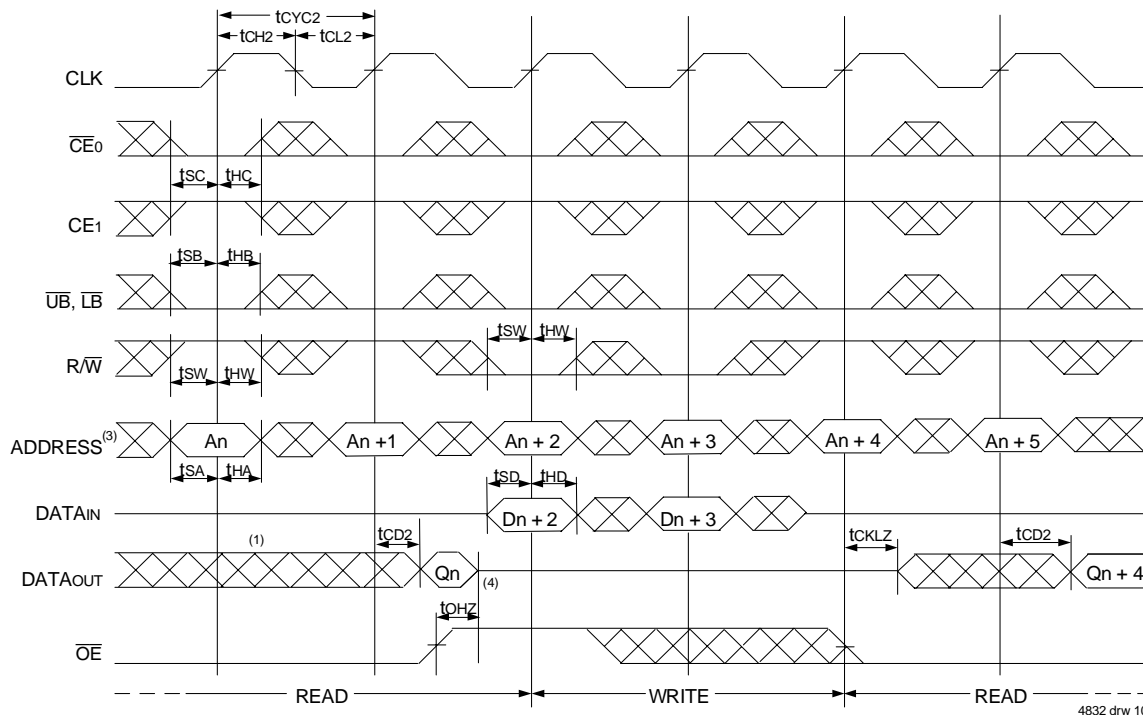 tCYC2
tCH2 tCL2
CLK
CE0
tSC tHC
CE1
tSB tHB
UB, LB
tSW tHW
R/W
tSW tHW
ADDRESS(3) An An +1 An + 2 An + 3 An + 4 An + 5
tSA tHA tSD tHD
DATAIN Dn + 2 Dn + 3
(1) tCD2 tCKLZ tCD2
DATAOUT Qn (4) Qn + 4
tOHZ
OE
READ WRITE READ
4832 drw 10